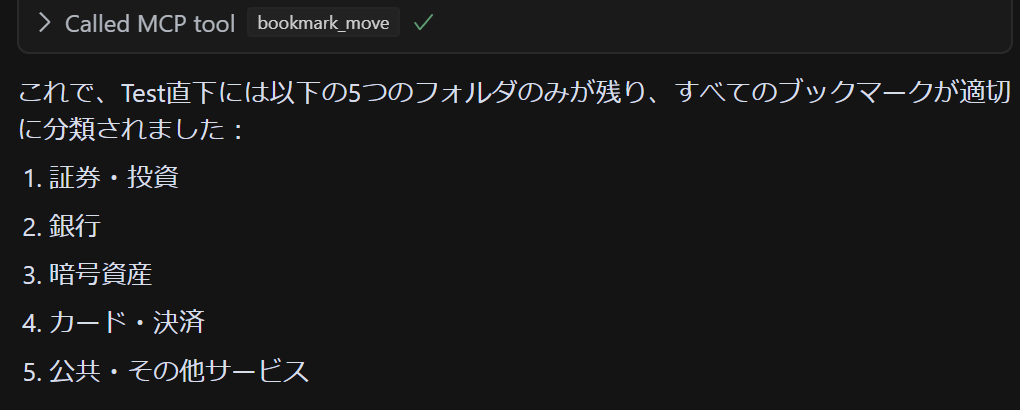 Called MCP tool bookmark_move
これで、Test直下には以下の5つのフォルダのみが残り、すべてのブックマークが適切
に分類されました：
1. 証券・投資
2. 銀行
3. 暗号資産
4. カード・決済
5. 公共・その他サービス